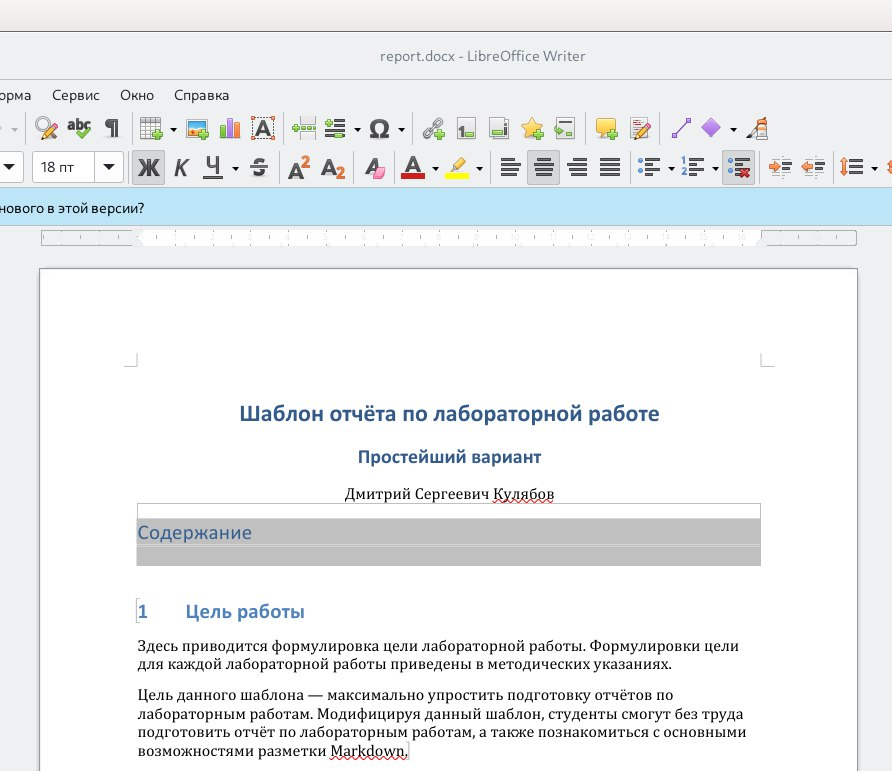 report.docx - LibreOffice Writer
орма Сервис Окно Справка
abc
18 пт Ж К Ч S A2 A2 A A
нового в этой версии?
Шаблон отчёта по лабораторной работе
Простейший вариант
Дмитрий Сергеевич Кулябов
Содержание
1 Цель работы
Здесь приводится формулировка цели лабораторной работы. Формулировки цели
для каждой лабораторной работы приведены в методических указаниях.
Цель данного шаблона — максимально упростить подготовку отчётов по
лабораторным работам. Модифицируя данный шаблон, студенты смогут без труда
подготовить отчёт по лабораторным работам, а также познакомиться с основными
возможностями разметки Markdown.